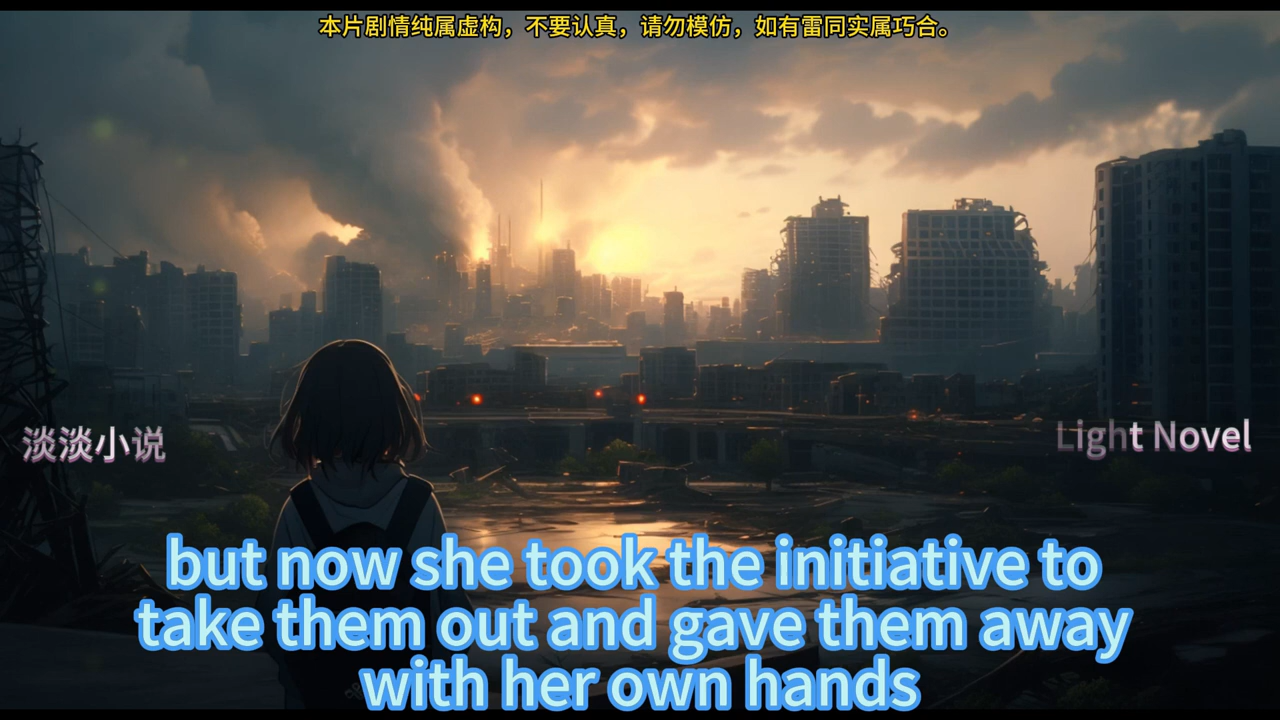 本片剧情纯属虚构，不要认真，请勿模仿，如有雷同实属巧合。
淡淡小说
Light Novel
but now she took the initiative to
take them out and gave them away
with her own hands